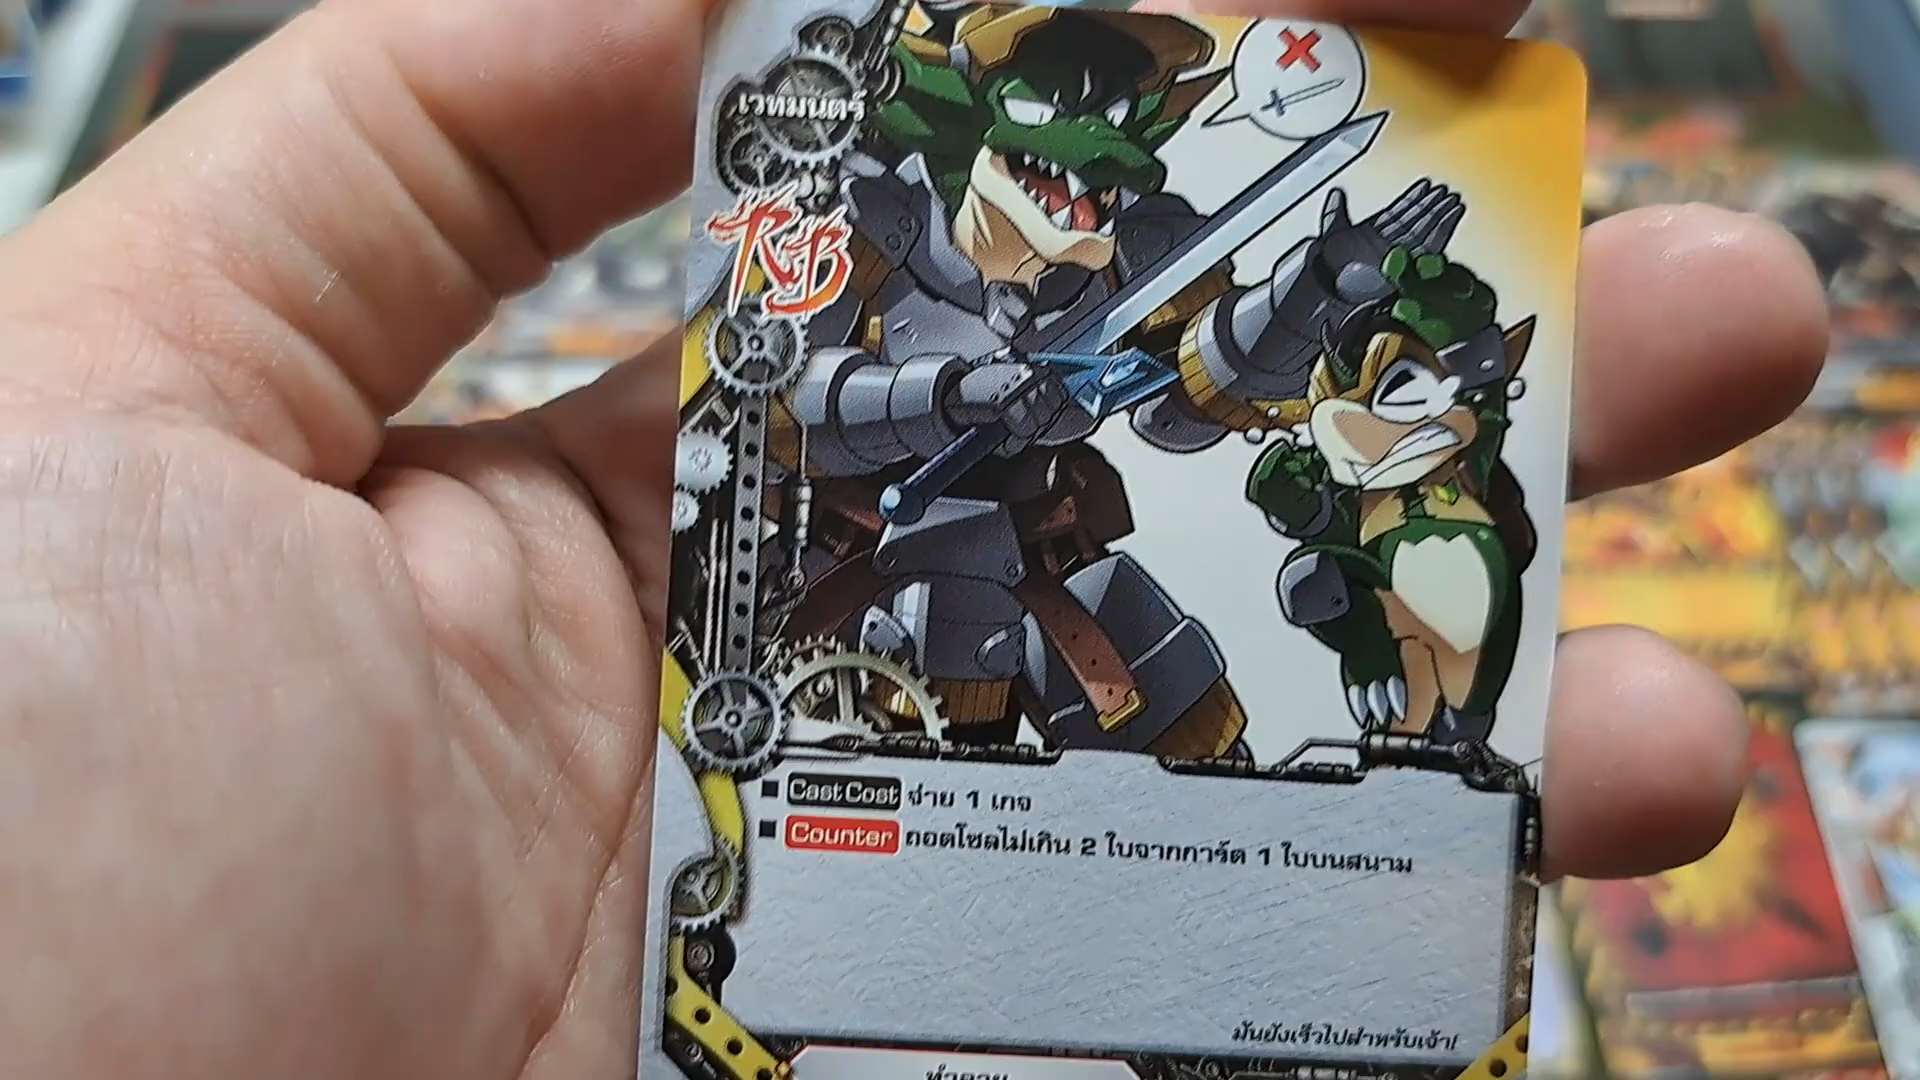 เวทมนตร์
RB
■ Cast Cost จ่าย 1 เกจ
■ Counter ถอดโซลไม่เกิน 2 ใบจากการ์ด 1 ใบบนสนาม
มันยังเร็วไปสำหรับเจ้า!